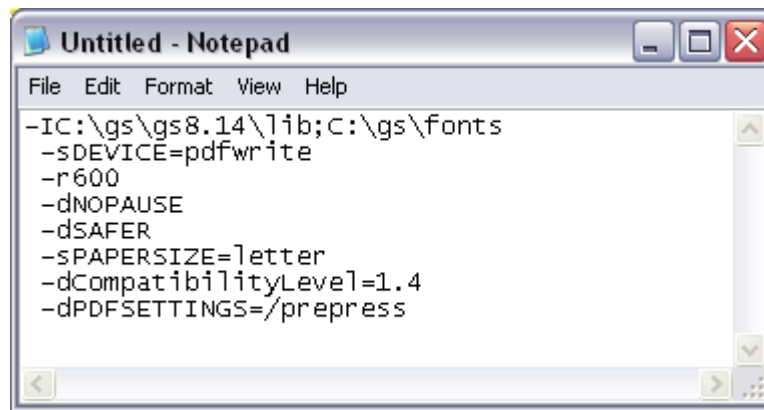 Untitled - Notepad
File Edit Format View Help
-IC:\gs\gs8.14\lib;C:\gs\fonts
-sDEVICE=pdfwrite
-r600
-dNOPAUSE
-dSAFER
-sPAPERSIZE=letter
-dCompatibilityLevel=1.4
-dPDFSETTINGS=/prepress